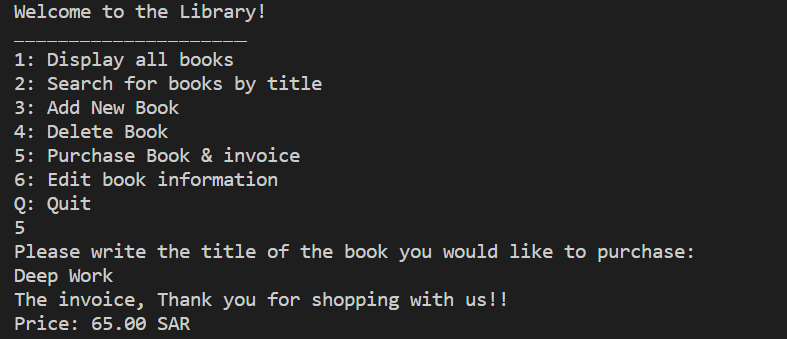 Welcome to the Library!
_____________________
1: Display all books
2: Search for books by title
3: Add New Book
4: Delete Book
5: Purchase Book & invoice
6: Edit book information
Q: Quit
5
Please write the title of the book you would like to purchase:
Deep Work
The invoice, Thank you for shopping with us!!
Price: 65.00 SAR